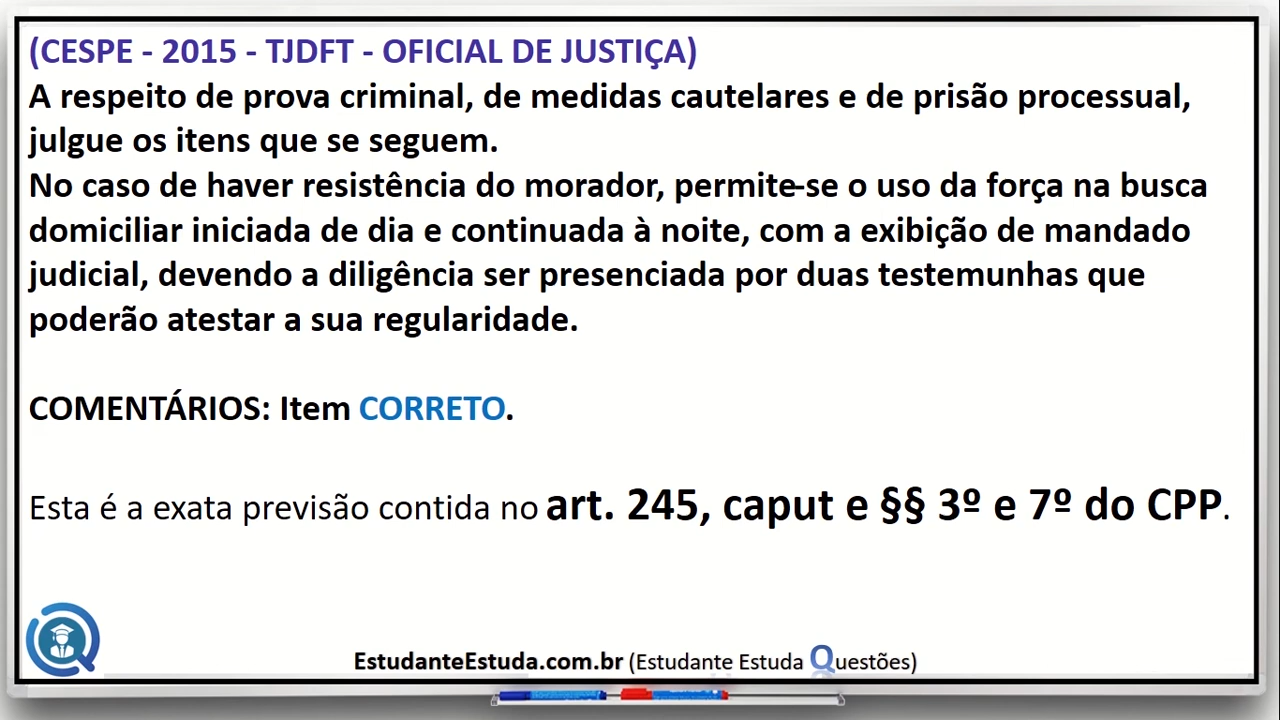 (CESPE - 2015 - TJDFT - OFICIAL DE JUSTIÇA)
A respeito de prova criminal, de medidas cautelares e de prisão processual,
julgue os itens que se seguem.
No caso de haver resistência do morador, permite-se o uso da força na busca
domiciliar iniciada de dia e continuada à noite, com a exibição de mandado
judicial, devendo a diligência ser presenciada por duas testemunhas que
poderão atestar a sua regularidade.
COMENTÁRIOS: Item CORRETO.
Esta é a exata previsão contida no art. 245, caput e §§ 3º e 7º do CPP.
EstudanteEstuda.com.br (Estudante Estuda Questões)